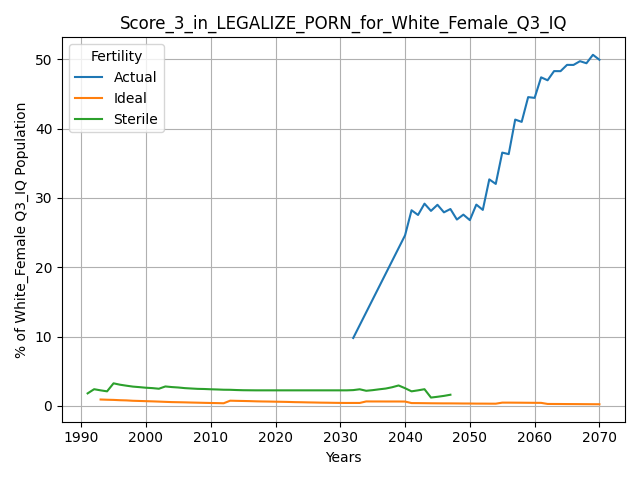 Score_3_in_LEGALIZE_PORN_for_White_Female_Q3_IQ
Fertility
Actual
Ideal
Sterile
% of White_Female Q3_IQ Population
50
40
30
20
10
0
1990 2000 2010 2020 2030 2040 2050 2060 2070
Years